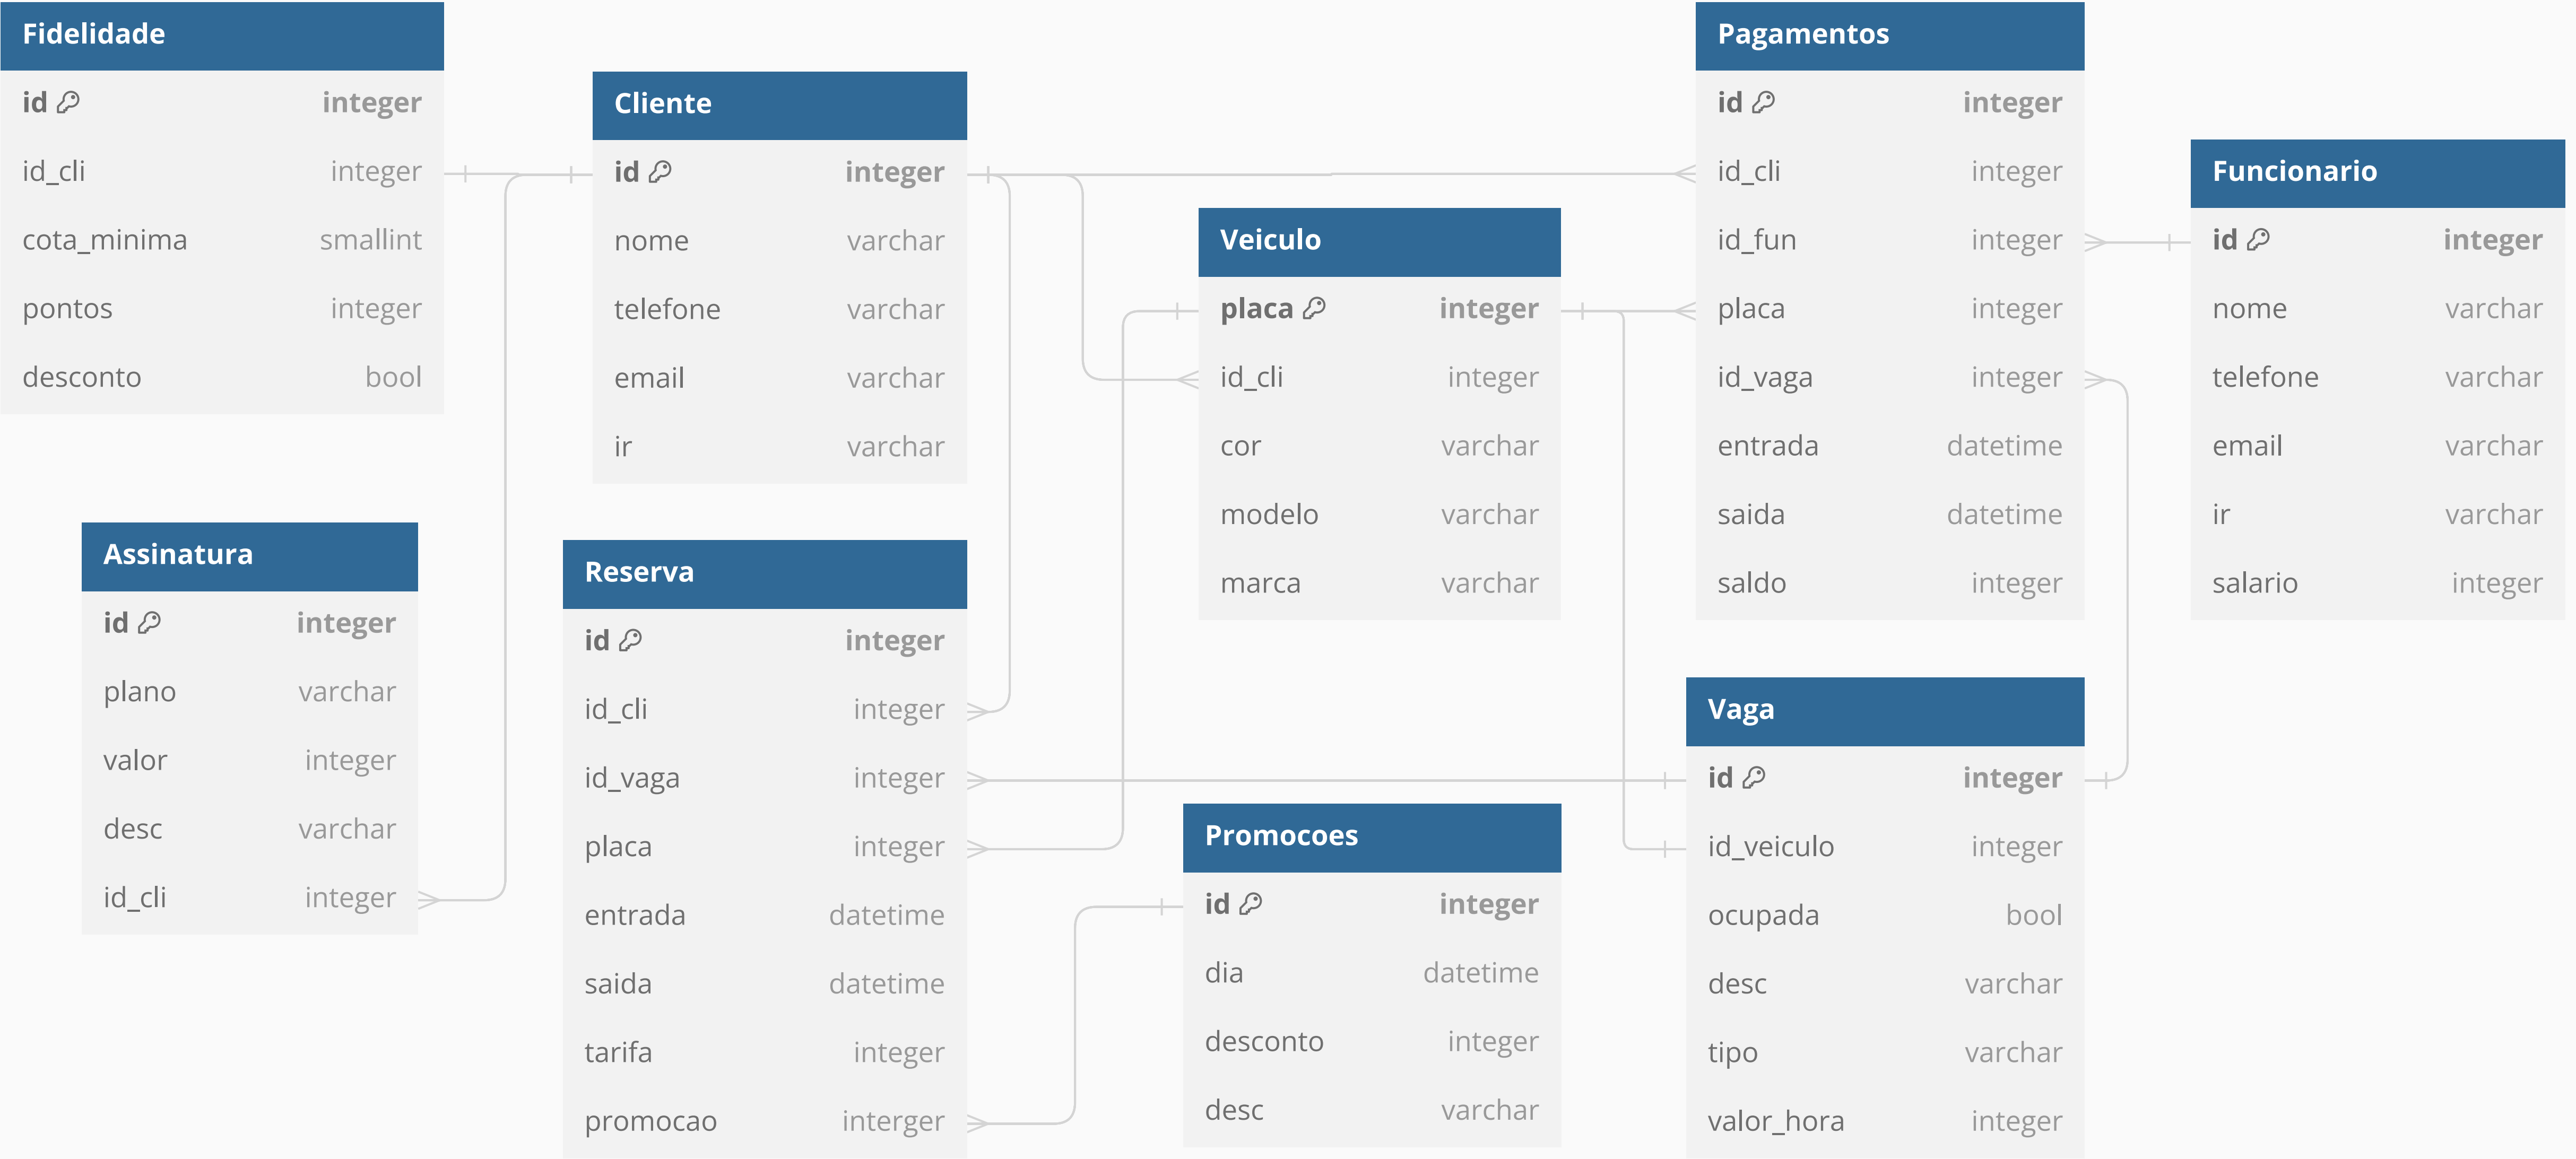 Fidelidade
id integer
id_cli integer
cota_minima smallint
pontos integer
desconto bool
Cliente
id integer
nome varchar
telefone varchar
email varchar
ir varchar
Veiculo
placa integer
id_cli integer
cor varchar
modelo varchar
marca varchar
Pagamentos
id integer
id_cli integer
id_fun integer
placa integer
id_vaga integer
entrada datetime
saida datetime
saldo integer
Funcionario
id integer
nome varchar
telefone varchar
email varchar
ir varchar
salario integer
Assinatura
id integer
plano varchar
valor integer
desc varchar
id_cli integer
Reserva
id integer
id_cli integer
id_vaga integer
placa integer
entrada datetime
saida datetime
tarifa integer
promocao interger
Promocoes
id integer
dia datetime
desconto integer
desc varchar
Vaga
id integer
id_veiculo integer
ocupada bool
desc varchar
tipo varchar
valor_hora integer